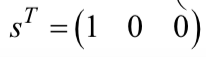 s^T = (1 0 0)